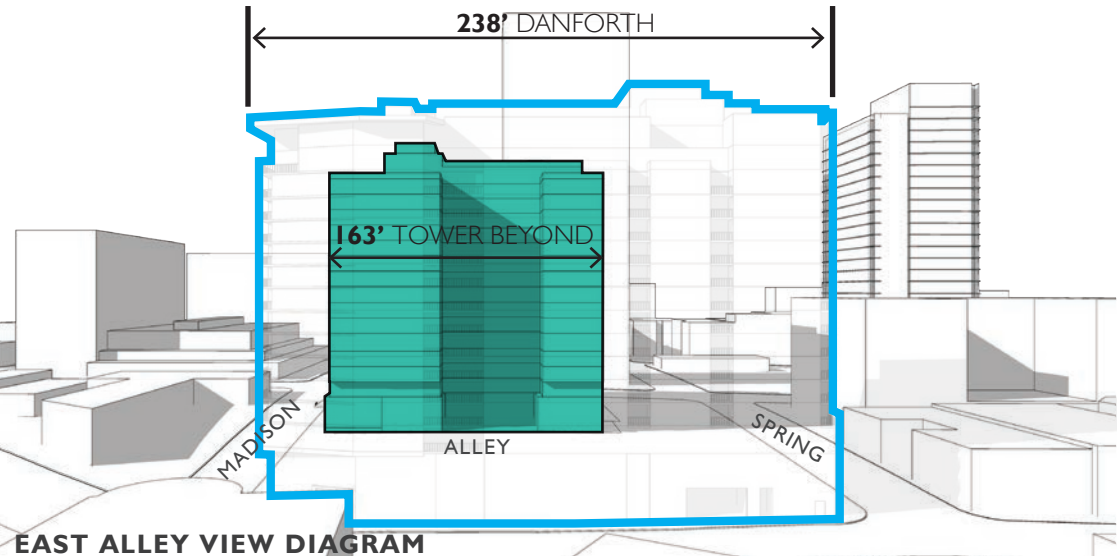 238' DANFORTH
163' TOWER BEYOND
MADISON
ALLEY
SPRING
EAST ALLEY VIEW DIAGRAM